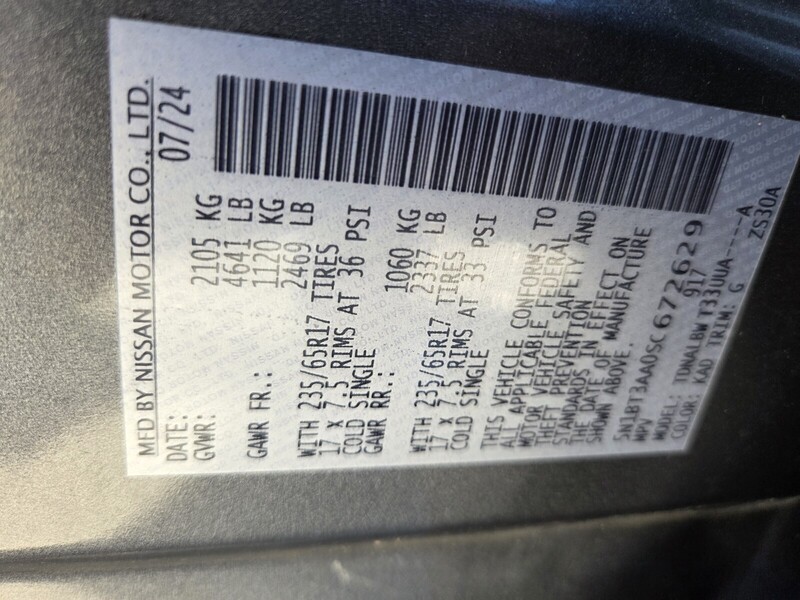 MFD BY NISSAN MOTOR CO., LTD.
DATE: 07/24
GVWR: 2105 KG
4641 LB
GAWR FR.: 1120 KG
2469 LB
WITH 235/65R17 TIRES
17 X 7.5 RIMS AT 36 PSI
COLD SINGLE
GAWR RR.: 1060 KG
2337 LB
WITH 235/65R17 TIRES
17 X 7.5 RIMS AT 33 PSI
COLD SINGLE
THIS VEHICLE CONFORMS TO
ALL APPLICABLE FEDERAL
MOTOR VEHICLE SAFETY AND
THEFT PREVENTION
STANDARDS IN EFFECT ON
THE DATE OF MANUFACTURE
SHOWN ABOVE.
5N1BT3AA0SC672629
MPV 917
MODEL: TDNALBWT33UUA----A
COLOR: KAD TRIM: G ZS30A